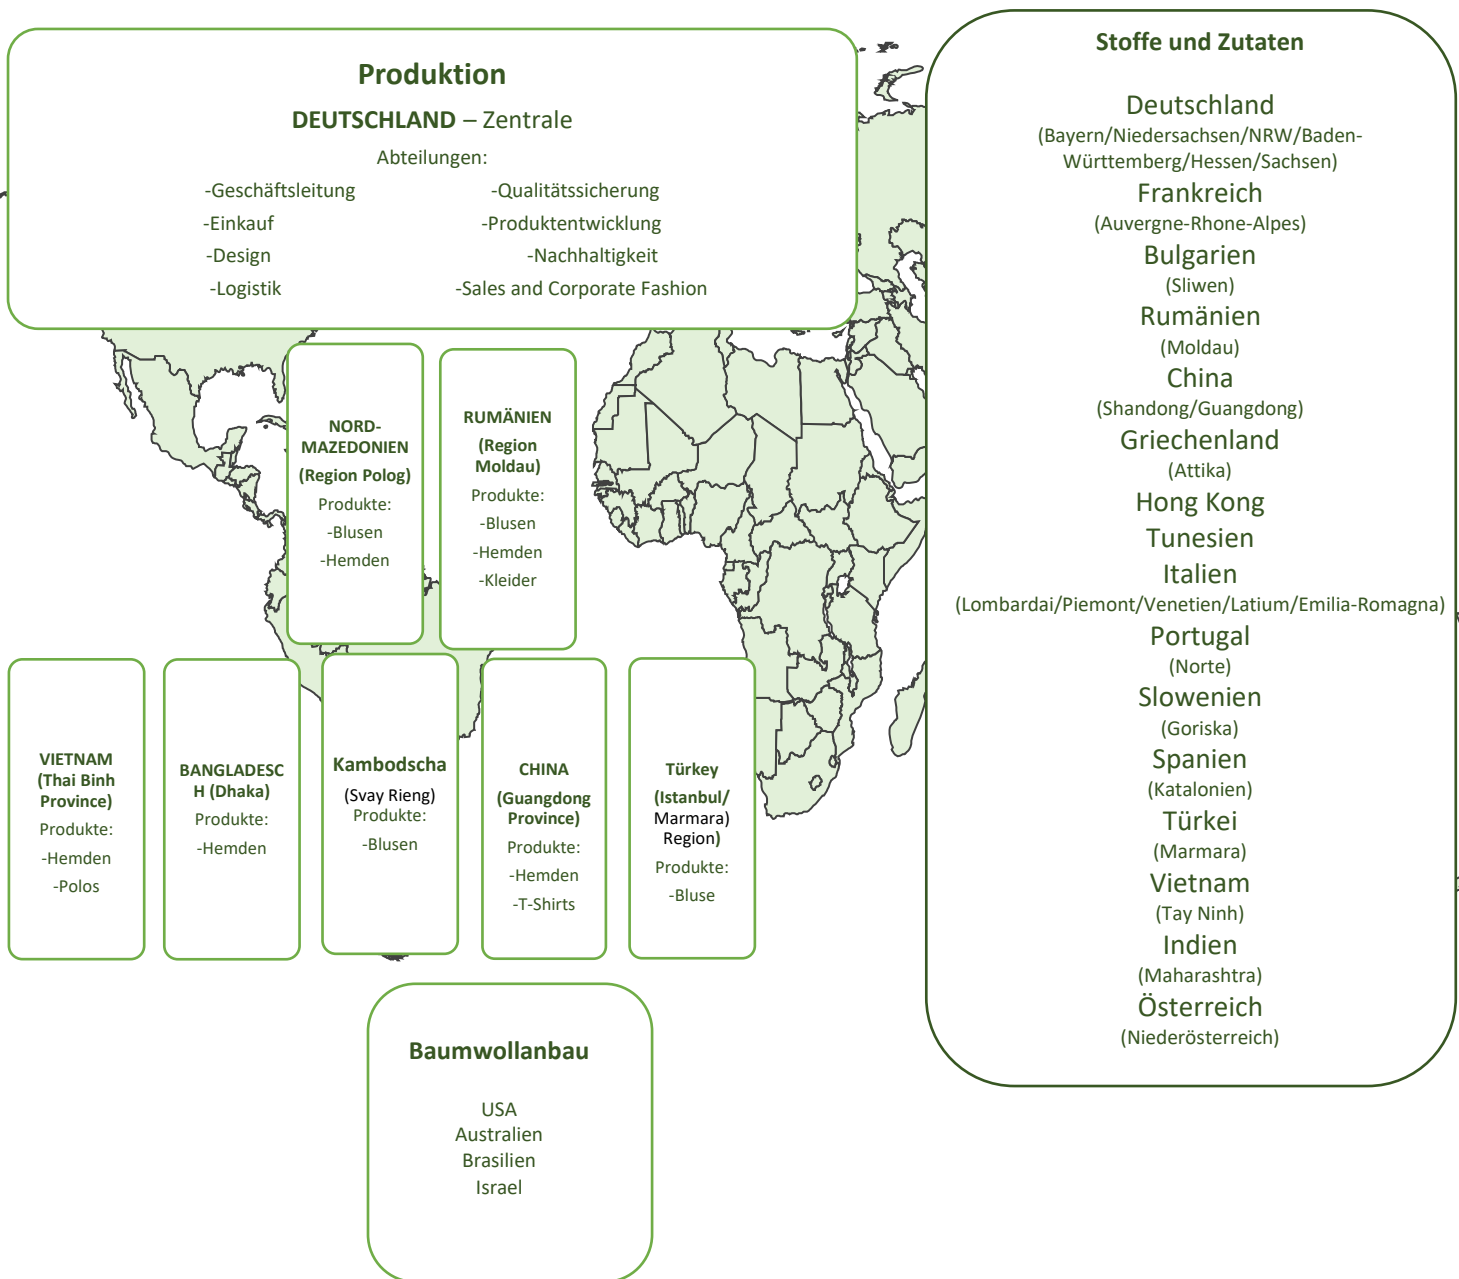 Produktion
DEUTSCHLAND – Zentrale
Abteilungen:
-Geschäftsleitung
-Qualitätssicherung
-Einkauf
-Produktentwicklung
-Design
-Nachhaltigkeit
-Logistik
-Sales and Corporate Fashion
NORD-
MAZEDONIEN
(Region Polog)
Produkte:
-Blusen
-Hemden
RUMÄNIEN
(Region
Moldau)
Produkte:
-Blusen
-Hemden
-Kleider
VIETNAM
(Thai Binh
Province)
Produkte:
-Hemden
-Polos
BANGLADESC
H (Dhaka)
Produkte:
-Hemden
Kambodscha
(Svay Rieng)
Produkte:
-Blusen
CHINA
(Guangdong
Province)
Produkte:
-Hemden
-T-Shirts
Türkey
(Istanbul/
Marmara)
Region)
Produkte:
-Bluse
Baumwollanbau
USA
Australien
Brasilien
Israel
Stoffe und Zutaten
Deutschland
(Bayern/Niedersachsen/NRW/Baden-
Württemberg/Hessen/Sachsen)
Frankreich
(Auvergne-Rhone-Alpes)
Bulgarien
(Sliwen)
Rumänien
(Moldau)
China
(Shandong/Guangdong)
Griechenland
(Attika)
Hong Kong
Tunesien
Italien
(Lombardai/Piemont/Venetien/Latium/Emilia-Romagna)
Portugal
(Norte)
Slowenien
(Goriska)
Spanien
(Katalonien)
Türkei
(Marmara)
Vietnam
(Tay Ninh)
Indien
(Maharashtra)
Österreich
(Niederösterreich)